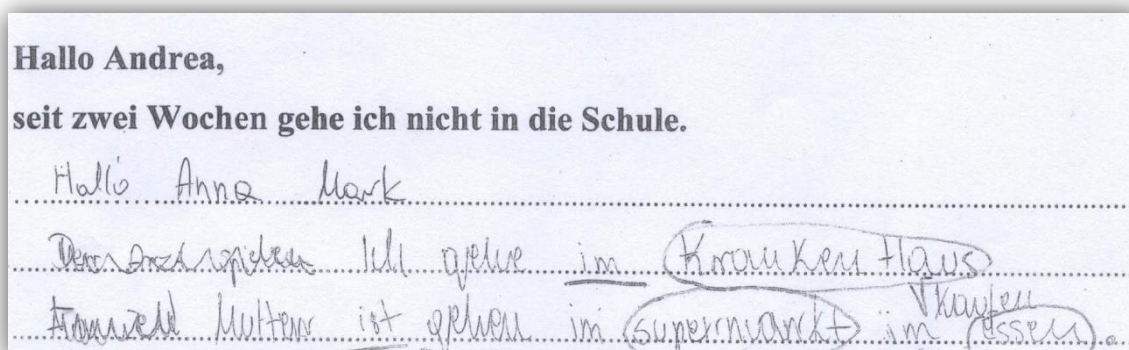 Hallo Andrea,
seit zwei Wochen gehe ich nicht in die Schule.
Hallo Anna Mark
Ich gehe im Kranken Haus
kaufen
Mutter ist gehen im supermarkt im essen.